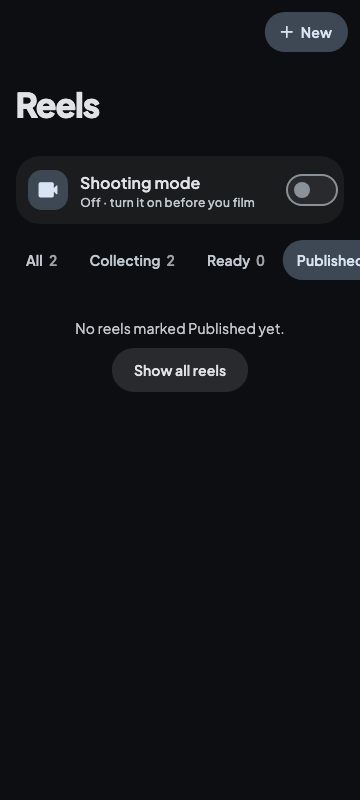 + New
Reels
Shooting mode
Off · turn it on before you film
All 2 Collecting 2 Ready 0 Published
No reels marked Published yet.
Show all reels